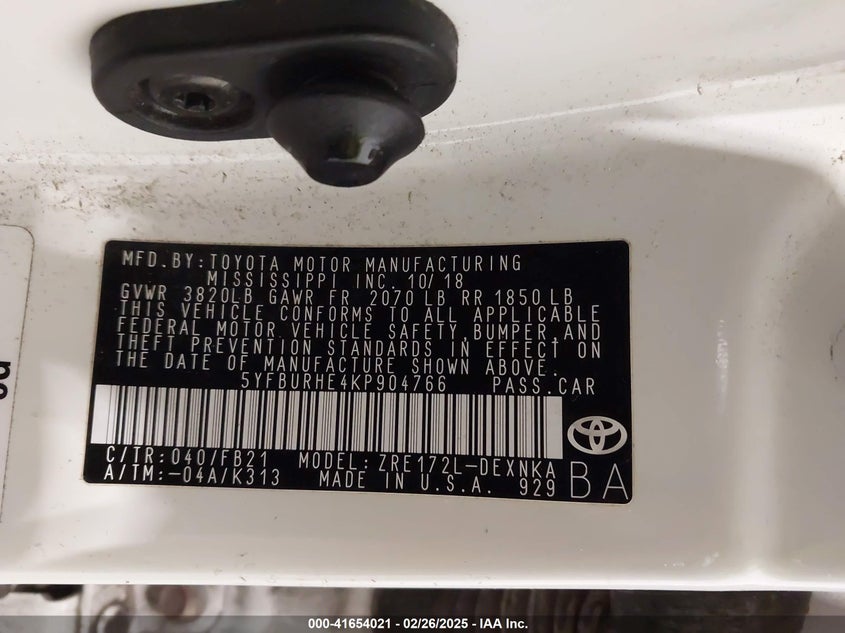 MFD. BY: TOYOTA MOTOR MANUFACTURING
MISSISSIPPI INC. 10/18
GVWR 3820LB GAWR FR 2070 LB RR 1850 LB
THIS VEHICLE CONFORMS TO ALL APPLICABLE
FEDERAL MOTOR VEHICLE SAFETY, BUMPER, AND
THEFT PREVENTION STANDARDS IN EFFECT ON
THE DATE OF MANUFACTURE SHOWN ABOVE.
5YFBURHE4KP904766 PASS. CAR
C/TR: 040/FB21 MODEL: ZRE172L-DEXNKA
A/TM: -04A/K313 MADE IN U.S.A. 929
BA
000-41654021 - 02/26/2025 - IAA Inc.